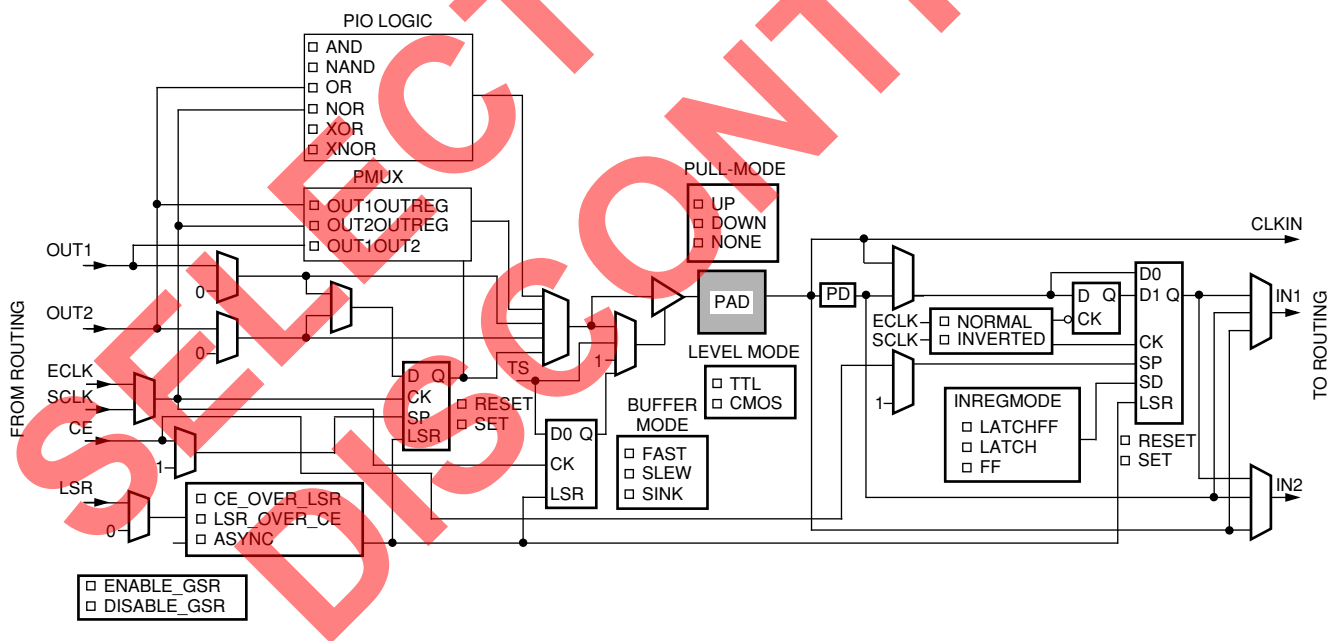 PIO LOGIC
AND
NAND
OR
NOR
XOR
XNOR
PMUX
OUT1OUTREG
OUT2OUTREG
OUT1OUT2
PULL-MODE
UP
DOWN
NONE
CLKIN
OUT1
0
OUT2
0
FROM ROUTING
ECLK
SCLK
CE
1
LSR
0
D Q
CK
SP
LSR
RESET
SET
TS
1
D0 Q
CK
LSR
PAD
LEVEL MODE
TTL
CMOS
BUFFER
MODE
FAST
SLEW
SINK
PD
ECLK
SCLK
NORMAL
INVERTED
1
D Q
CK
D0
D1 Q
CK
SP
SD
LSR
RESET
SET
INREGMODE
LATCHFF
LATCH
FF
IN1
IN2
TO ROUTING
CE_OVER_LSR
LSR_OVER_CE
ASYNC
ENABLE_GSR
DISABLE_GSR
SELECT
DISCONT